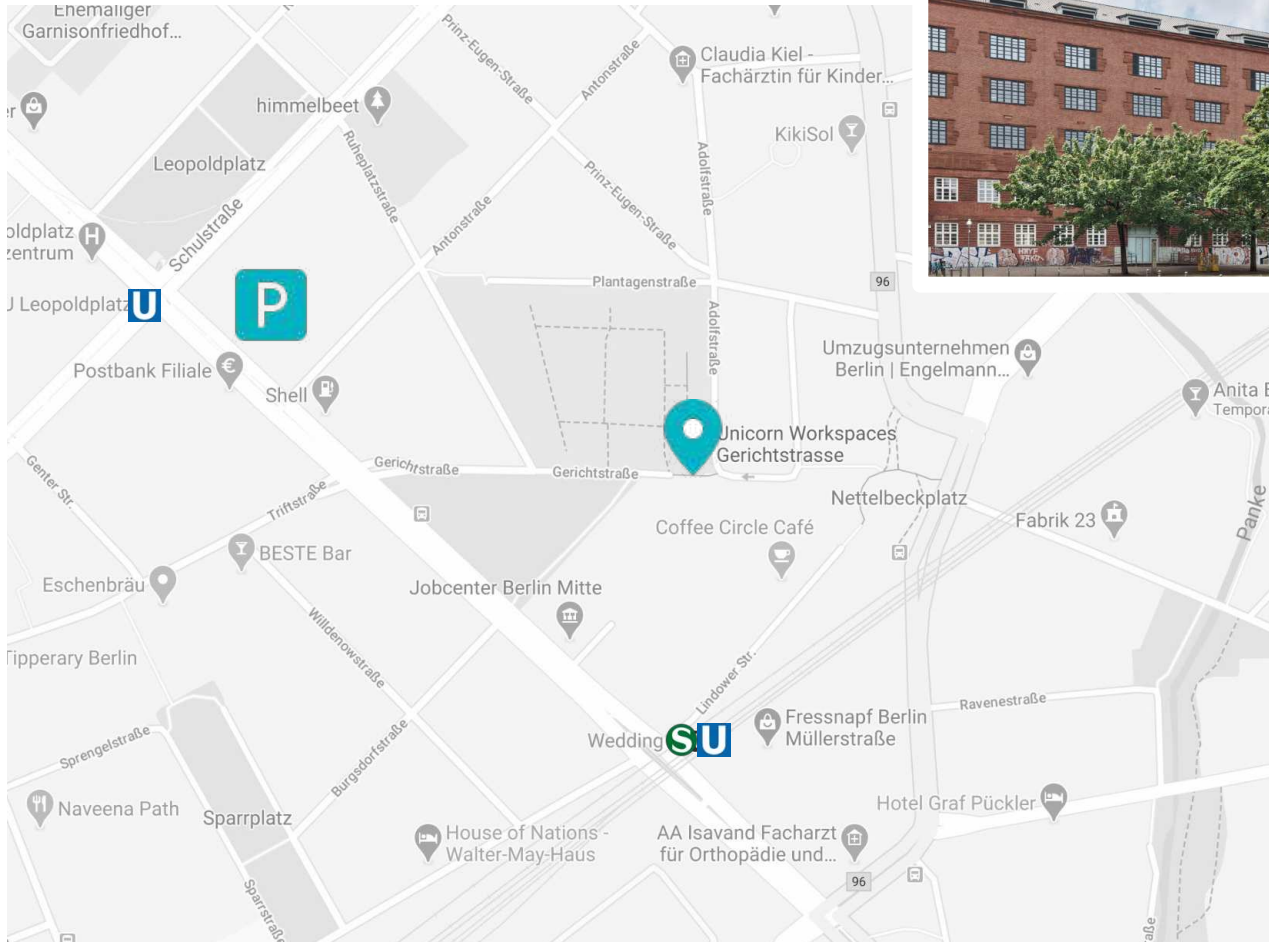 Ehemaliger
Garnisonfriedhof...
Prinz-Eugen-Straße
Antonstraße
Claudia Kiel -
Fachärztin für Kinder...
himmelbeet
KikiSol
Leopoldplatz
Ruheplatzstraße
Adolfstraße
Prinz-Eugen-Straße
Schulstraße
Antonstraße
oldplatz
zentrum
H
Plantagenstraße
96
U Leopoldplatz
U
P
Adolfstraße
Umzugsunternehmen
Berlin | Engelmann...
Postbank Filiale
€
Shell
Anita B
Tempora
Unicorn Workspaces
Gerichtstrasse
Genter Str.
Gerichtstraße
Gerichtstraße
Triftstraße
Nettelbeckplatz
Panke
Coffee Circle Café
Fabrik 23
BESTE Bar
Eschenbräu
Jobcenter Berlin Mitte
Willdenowstraße
Tipperary Berlin
Lindower Str.
Ravenestraße
Fressnapf Berlin
Müllerstraße
Wedding
S
U
Sprengelstraße
Burgsdorfstraße
Naveena Path
Sparrplatz
Hotel Graf Pückler
House of Nations -
Walter-May-Haus
AA Isavand Facharzt
für Orthopädie und...
96
Sparrstraße
aße